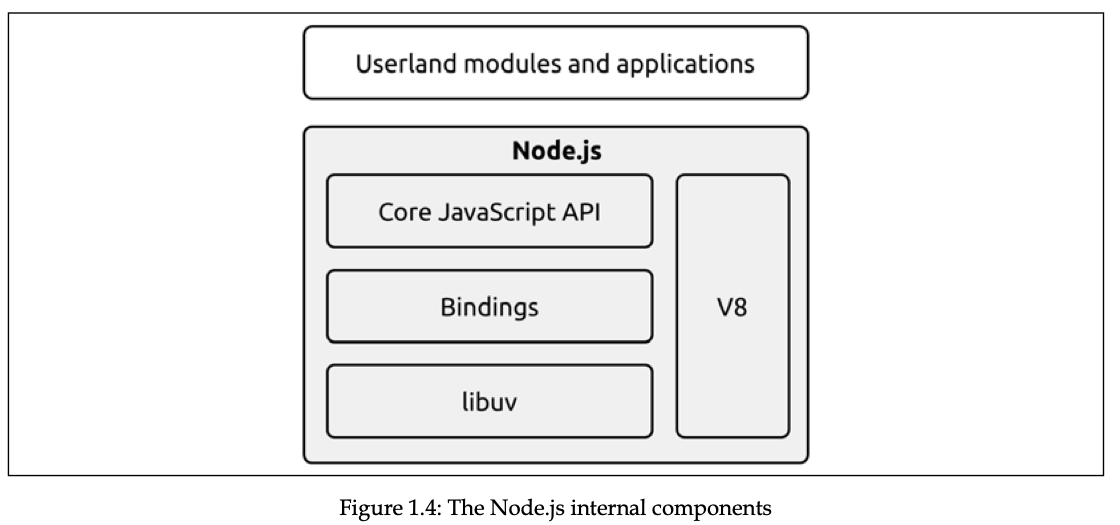 Userland modules and applications
Node.js
Core JavaScript API
Bindings
V8
libuv
Figure 1.4: The Node.js internal components